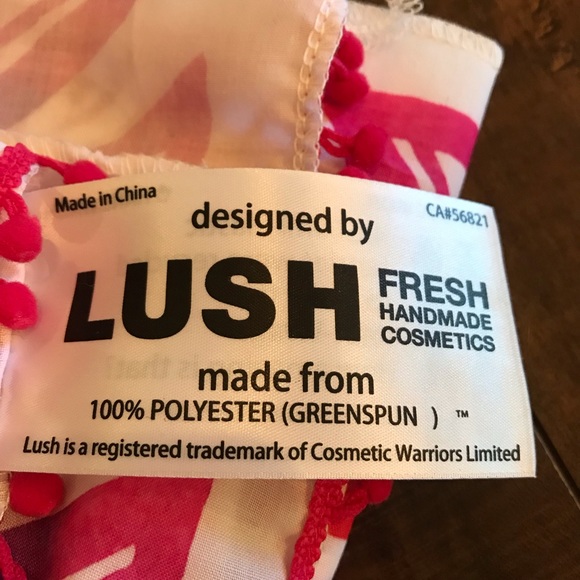 Made in China
CA#56821
designed by
LUSH
FRESH
HANDMADE
COSMETICS
made from
100% POLYESTER (GREENSPUN ) ™
Lush is a registered trademark of Cosmetic Warriors Limited